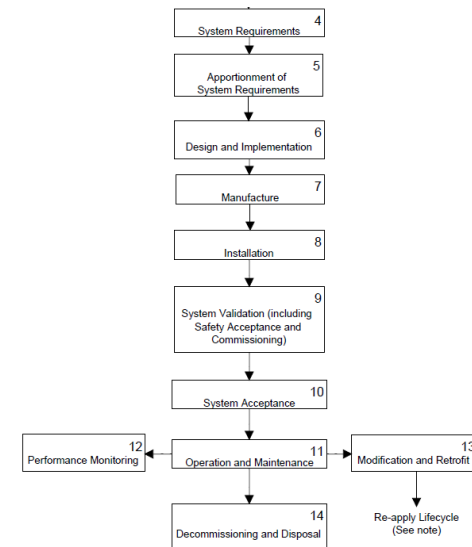 4
System Requirements
5
Apportionment of
System Requirements
6
Design and Implementation
7
Manufacture
8
Installation
9
System Validation (including
Safety Acceptance and
Commissioning)
10
System Acceptance
12
Performance Monitoring
11
Operation and Maintenance
13
Modification and Retrofit
14
Decommissioning and Disposal
Re-apply Lifecycle
(See note)